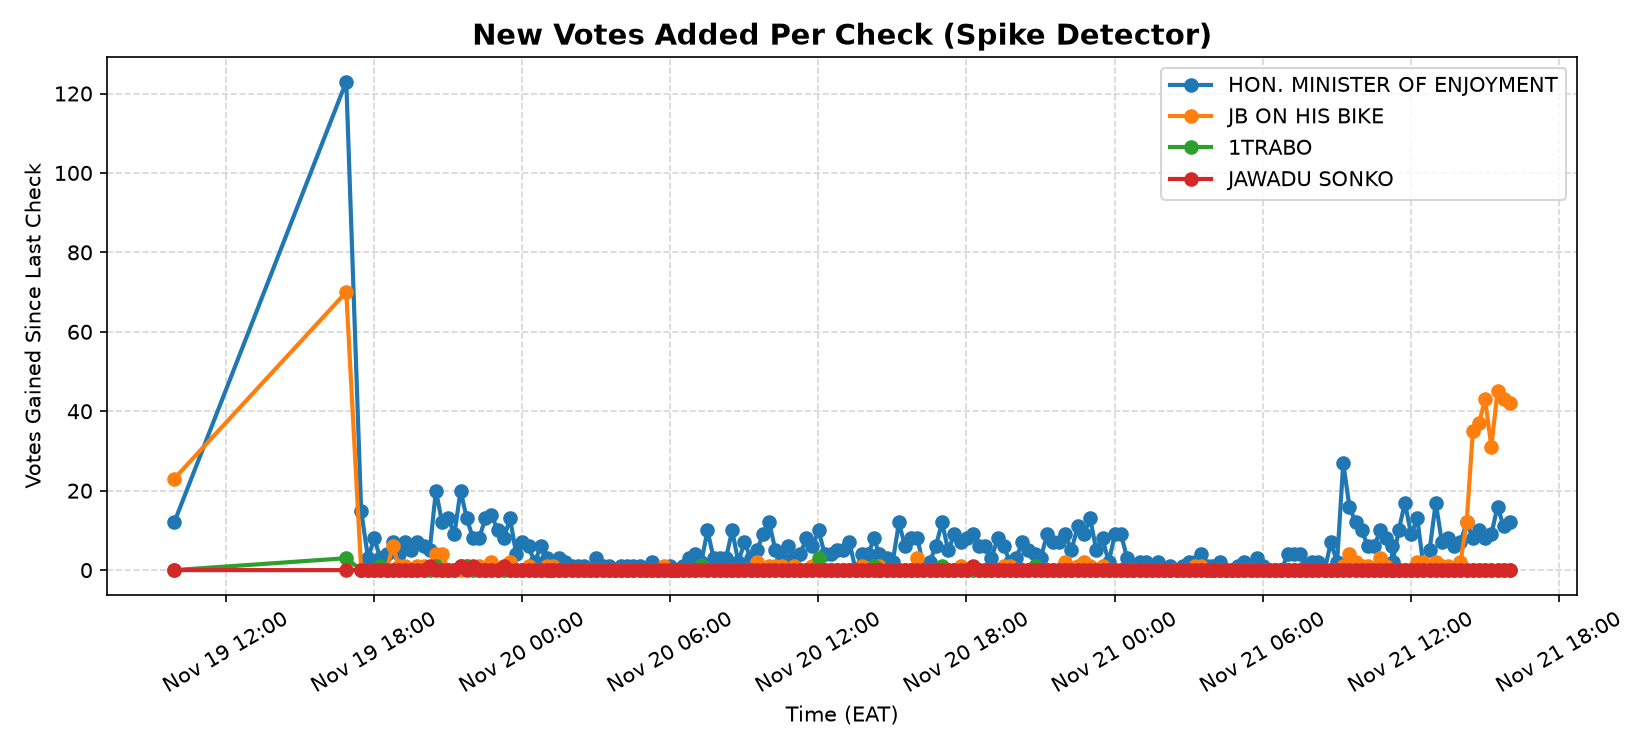 New Votes Added Per Check (Spike Detector)
HON. MINISTER OF ENJOYMENT
JB ON HIS BIKE
1TRABO
JAWADU SONKO
Votes Gained Since Last Check
120
100
80
60
40
20
0
Nov 19 12:00
Nov 19 18:00
Nov 20 00:00
Nov 20 06:00
Nov 20 12:00
Nov 20 18:00
Nov 21 00:00
Nov 21 06:00
Nov 21 12:00
Nov 21 18:00
Time (EAT)